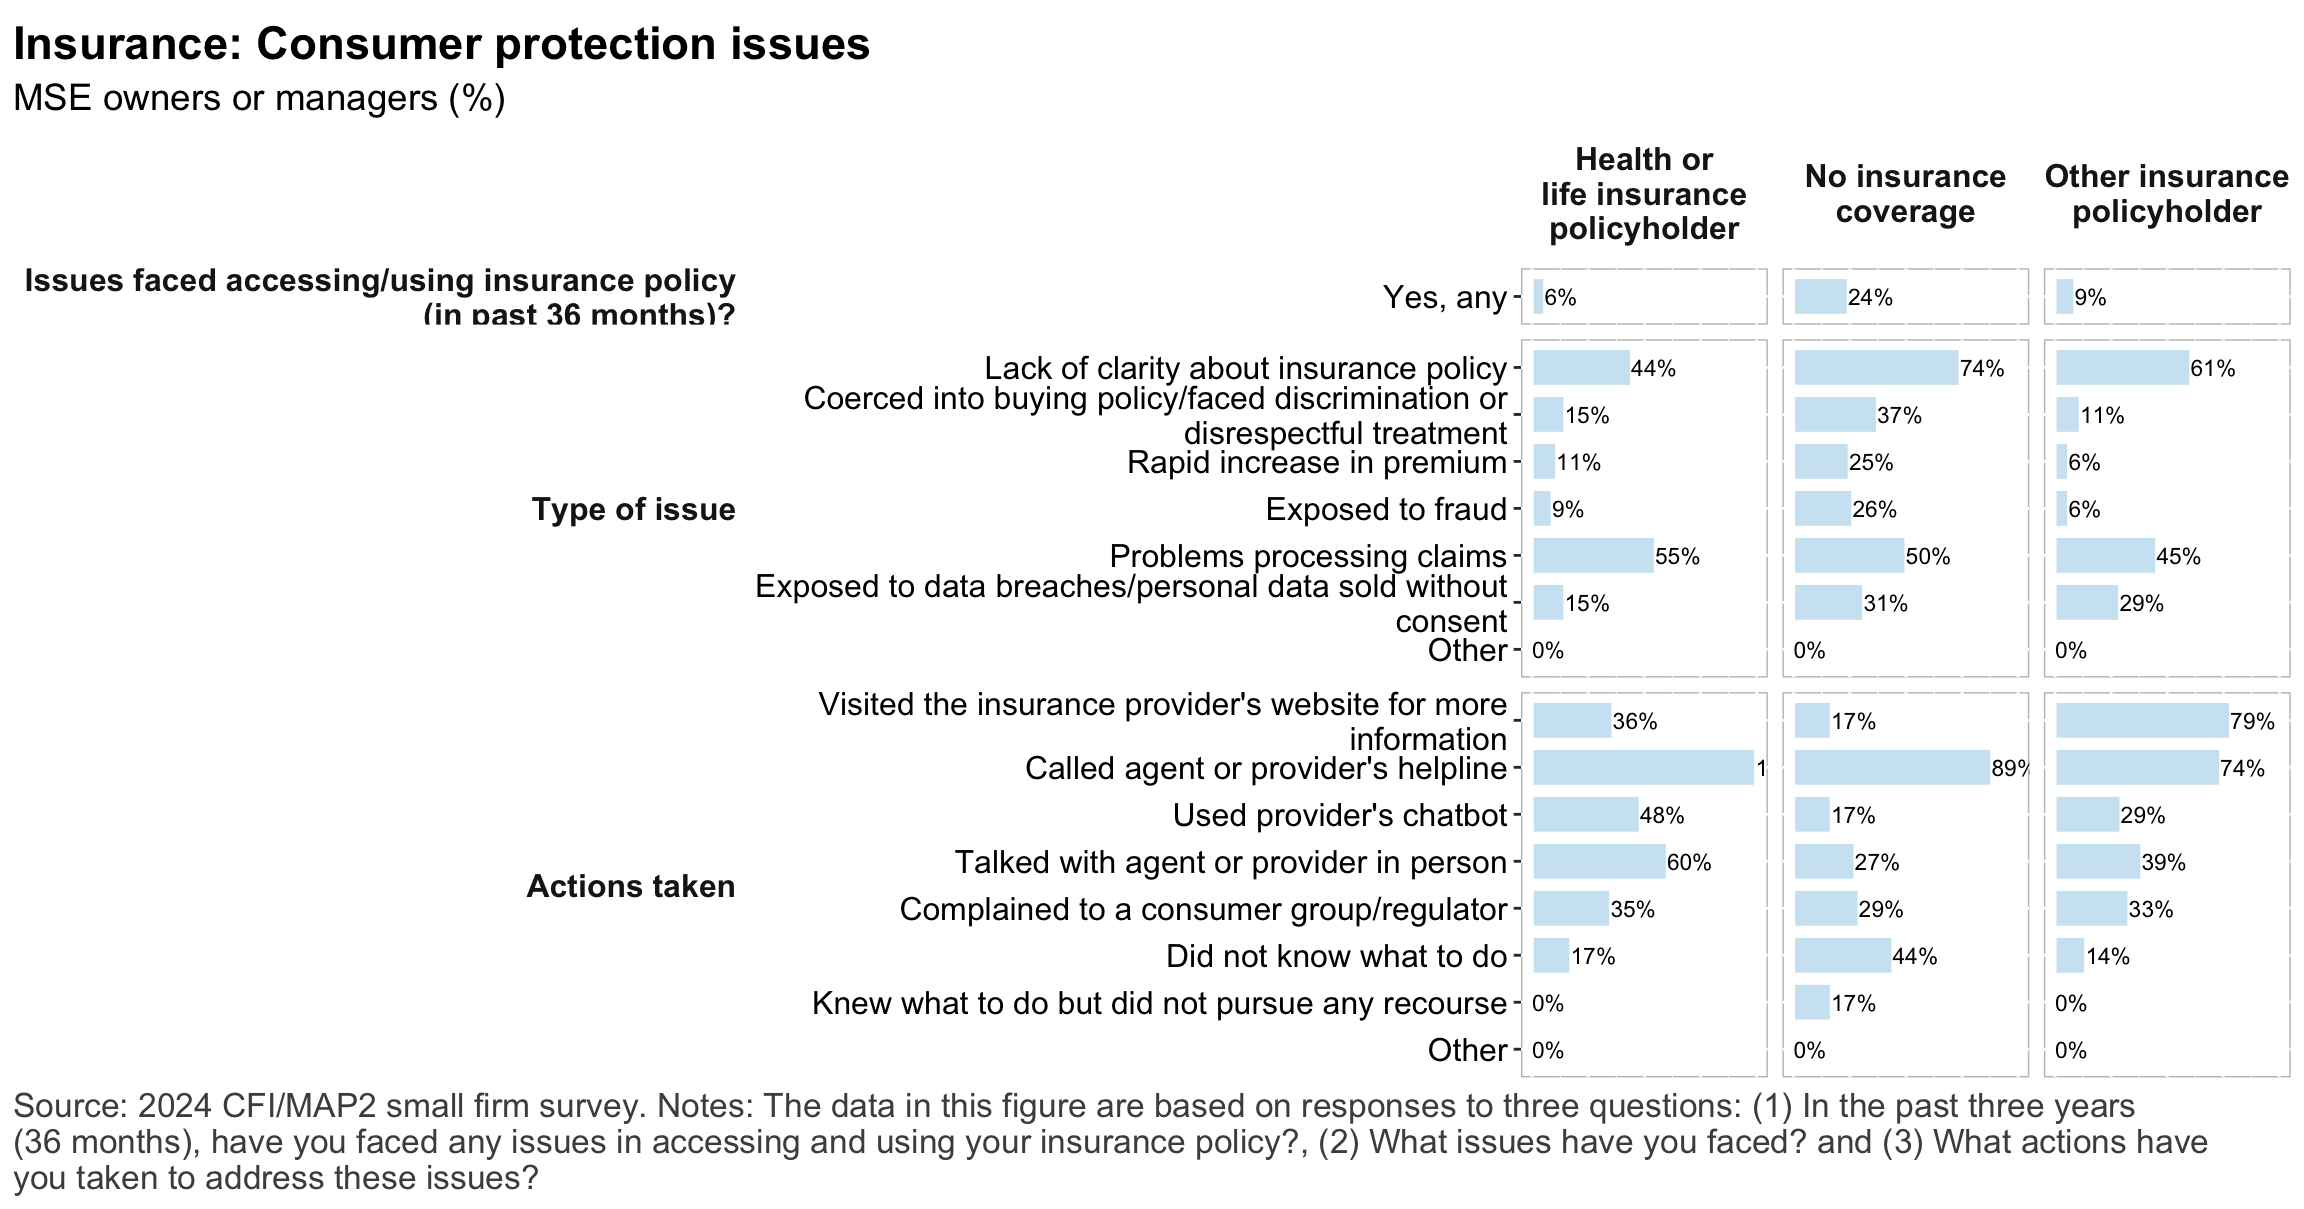 Insurance: Consumer protection issues
MSE owners or managers (%)
Health or
life insurance
policyholder
No insurance
coverage
Other insurance
policyholder
Issues faced accessing/using insurance policy
(in past 36 months)?
Yes, any 6% 24% 9%
Type of issue
Lack of clarity about insurance policy 44% 74% 61%
Coerced into buying policy/faced discrimination or
disrespectful treatment 15% 37% 11%
Rapid increase in premium 11% 25% 6%
Exposed to fraud 9% 26% 6%
Problems processing claims 55% 50% 45%
Exposed to data breaches/personal data sold without
consent 15% 31% 29%
Other 0% 0% 0%
Actions taken
Visited the insurance provider's website for more
information 36% 17% 79%
Called agent or provider's helpline 89% 74%
Used provider's chatbot 48% 17% 29%
Talked with agent or provider in person 60% 27% 39%
Complained to a consumer group/regulator 35% 29% 33%
Did not know what to do 17% 44% 14%
Knew what to do but did not pursue any recourse 0% 17% 0%
Other 0% 0% 0%
Source: 2024 CFI/MAP2 small firm survey. Notes: The data in this figure are based on responses to three questions: (1) In the past three years
(36 months), have you faced any issues in accessing and using your insurance policy?, (2) What issues have you faced? and (3) What actions have
you taken to address these issues?